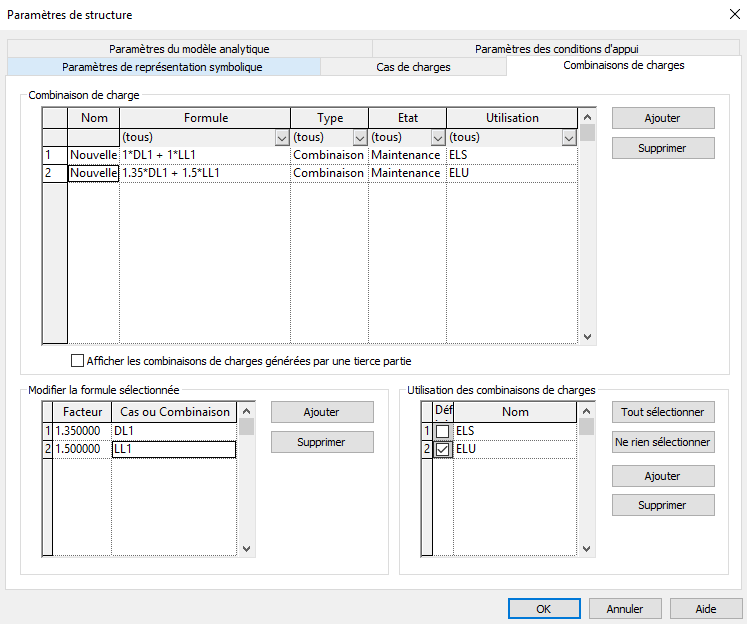 Paramètres de structure
Paramètres du modèle analytique
Paramètres des conditions d'appui
Paramètres de représentation symbolique
Cas de charges
Combinaisons de charges
Combinaison de charge
Nom Formule Type Etat Utilisation
(tous) (tous) (tous) (tous)
1 Nouvelle 1*DL1 + 1*LL1 Combinaison Maintenance ELS
2 Nouvelle 1.35*DL1 + 1.5*LL1 Combinaison Maintenance ELU
Ajouter
Supprimer
Afficher les combinaisons de charges générées par une tierce partie
Modifier la formule sélectionnée
Facteur Cas ou Combinaison
1 1.350000 DL1
2 1.500000 LL1
Ajouter
Supprimer
Utilisation des combinaisons de charges
Déf Nom
1 ELS
2 ELU
Tout sélectionner
Ne rien sélectionner
Ajouter
Supprimer
OK
Annuler
Aide